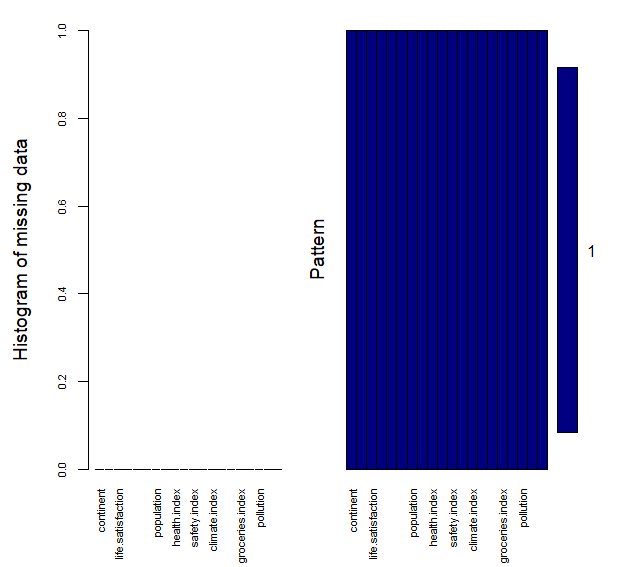 Histogram of missing data
1.0
0.8
0.6
0.4
0.2
0.0
continent
life.satisfaction
population
health.index
safety.index
climate.index
groceries.index
pollution
Pattern
continent
life.satisfaction
population
health.index
safety.index
climate.index
groceries.index
pollution
1